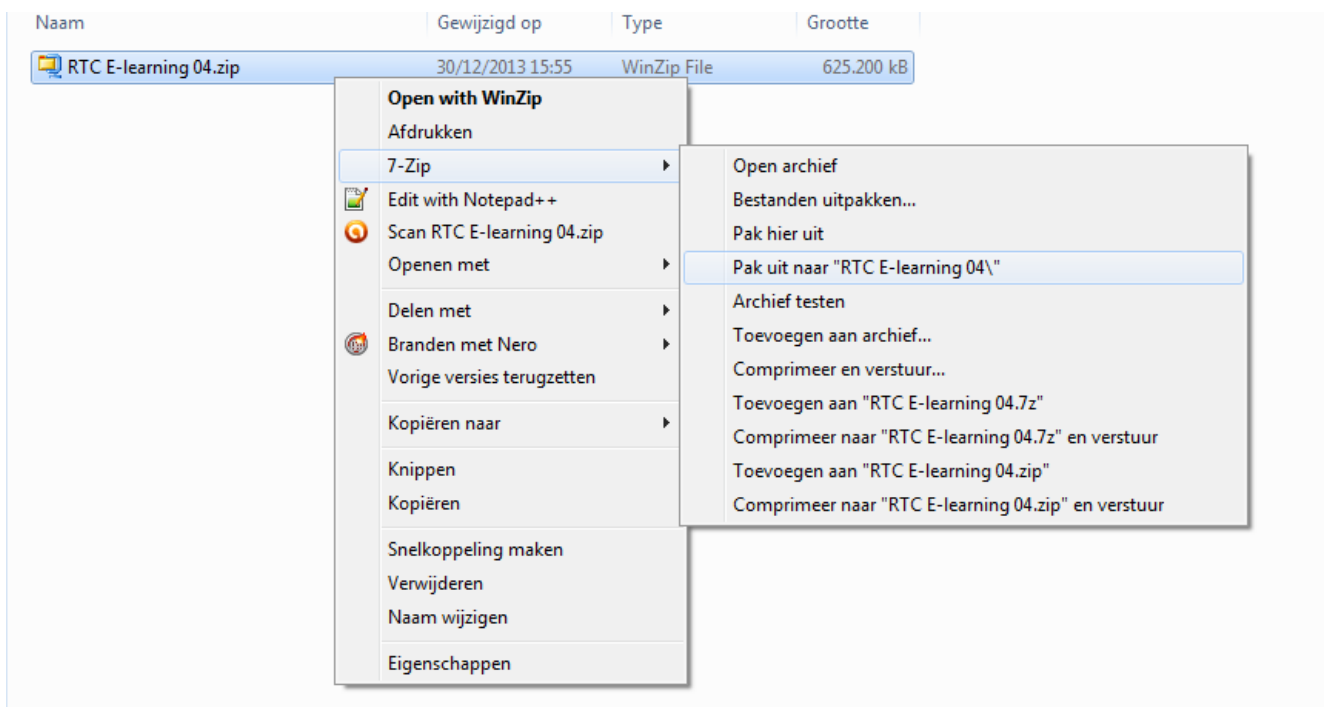 Naam Gewijzigd op Type Grootte
RTC E-learning 04.zip 30/12/2013 15:55 WinZip File 625.200 kB
Open with WinZip
Afdrukken
7-Zip
Edit with Notepad++
Scan RTC E-learning 04.zip
Openen met
Delen met
Branden met Nero
Vorige versies terugzetten
Kopiëren naar
Knippen
Kopiëren
Snelkoppeling maken
Verwijderen
Naam wijzigen
Eigenschappen
Open archief
Bestanden uitpakken...
Pak hier uit
Pak uit naar "RTC E-learning 04\"
Archief testen
Toevoegen aan archief...
Comprimeer en verstuur...
Toevoegen aan "RTC E-learning 04.7z"
Comprimeer naar "RTC E-learning 04.7z" en verstuur
Toevoegen aan "RTC E-learning 04.zip"
Comprimeer naar "RTC E-learning 04.zip" en verstuur